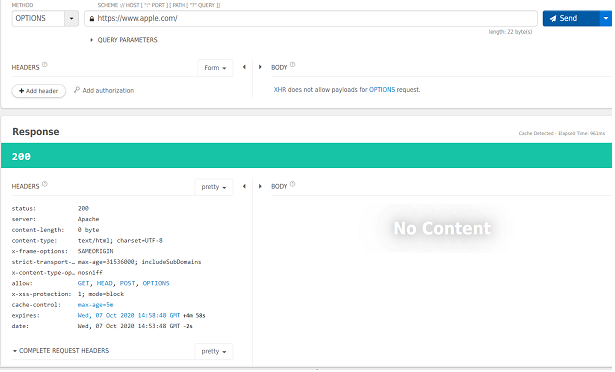 METHOD
SCHEME :// HOST [ ":" PORT ] [ PATH [ "?" QUERY ]]
OPTIONS
https://www.apple.com/
Send
length: 22 byte(s)
QUERY PARAMETERS
HEADERS
Form
BODY
Add header
Add authorization
XHR does not allow payloads for OPTIONS request.
Response
Cache Detected - Elapsed Time: 961ms
200
HEADERS
pretty
BODY
status: 200
server: Apache
content-length: 0 byte
content-type: text/html; charset=UTF-8
x-frame-options: SAMEORIGIN
strict-transport-… max-age=31536000; includeSubDomains
x-content-type-op… nosniff
allow: GET, HEAD, POST, OPTIONS
x-xss-protection: 1; mode=block
cache-control: max-age=5m
expires: Wed, 07 Oct 2020 14:58:48 GMT +4m 58s
date: Wed, 07 Oct 2020 14:53:48 GMT -2s
No Content
COMPLETE REQUEST HEADERS
pretty